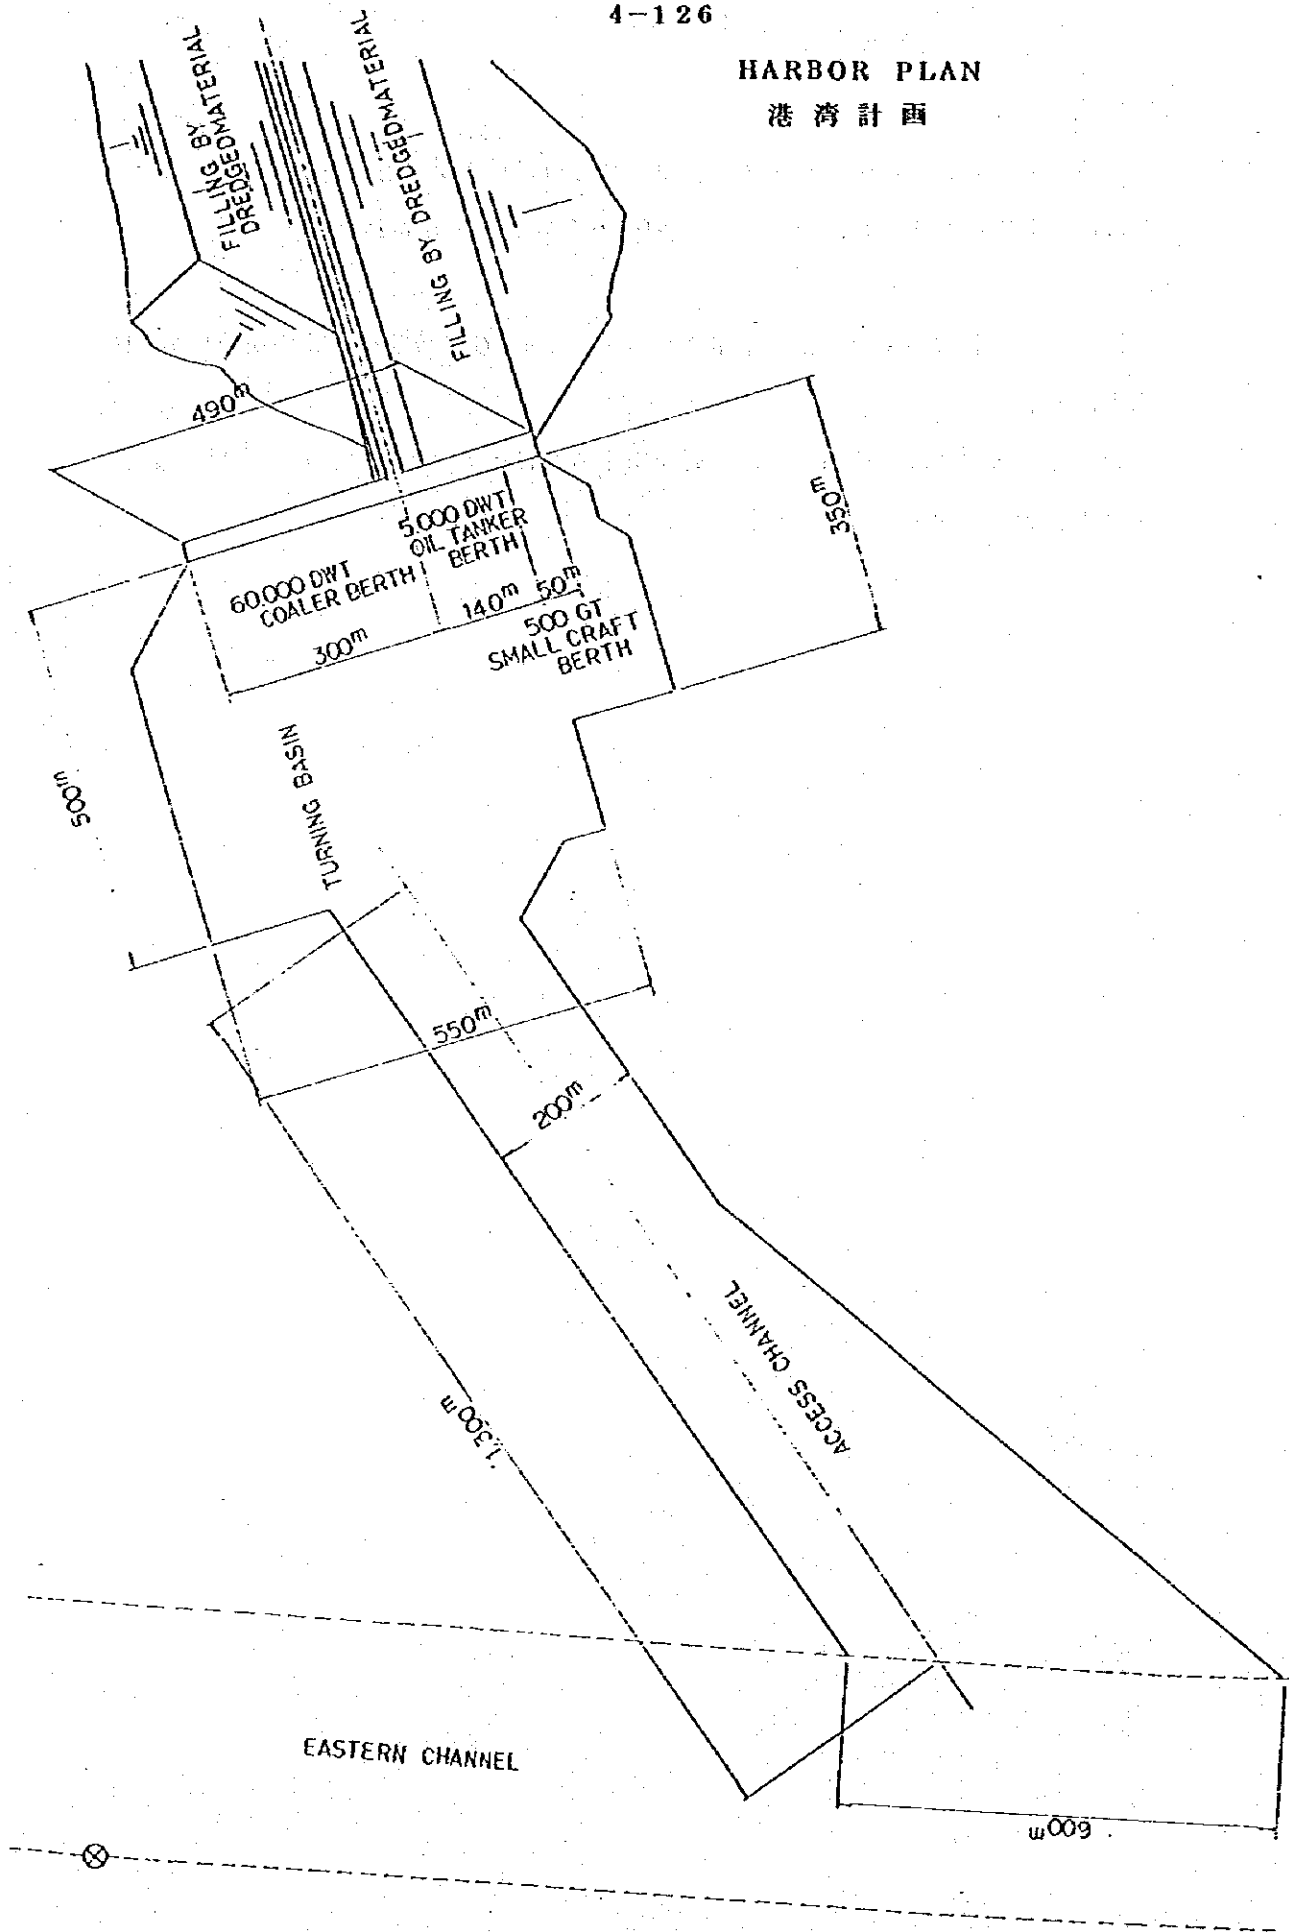 4-126
HARBOR PLAN
港湾計画
FILLING BY
DREDGEDMATERIAL
FILLING BY DREDGEDMATERIAL
490m
350m
60.000 DWT
COALER BERTH
5.000 DWT
OIL TANKER
BERTH
300m
140m
50m
500 GT
SMALL CRAFT
BERTH
500m
TURNING BASIN
550m
200m
ACCESS CHANNEL
1,300m
EASTERN CHANNEL
600m